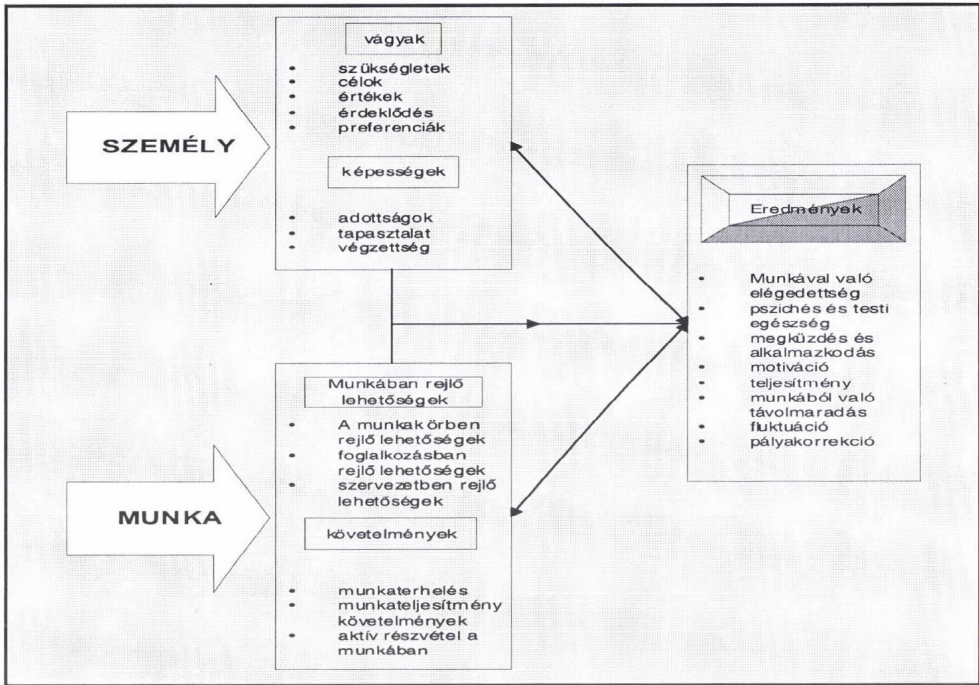 SZEMÉLY
vágyak
• szükségletek
• célok
• értékek
• érdeklődés
• preferenciák
képességek
• adottságok
• tapasztalat
• végzettség
MUNKA
Munkában rejlő
lehetőségek
• A munkakörben
rejlő lehetőségek
• foglalkozásban
rejlő lehetőségek
• szervezetben rejlő
lehetőségek
követelmények
• munkaterhelés
• munkateljesítmény
követelmények
• aktív részvétel a
munkában
Eredmények
• Munkával való
elégedettség
• pszichés és testi
egészség
• megküzdés és
alkalmazkodás
• motiváció
• teljesítmény
• munkából való
távolmaradás
• fluktuáció
• pályakorrekció